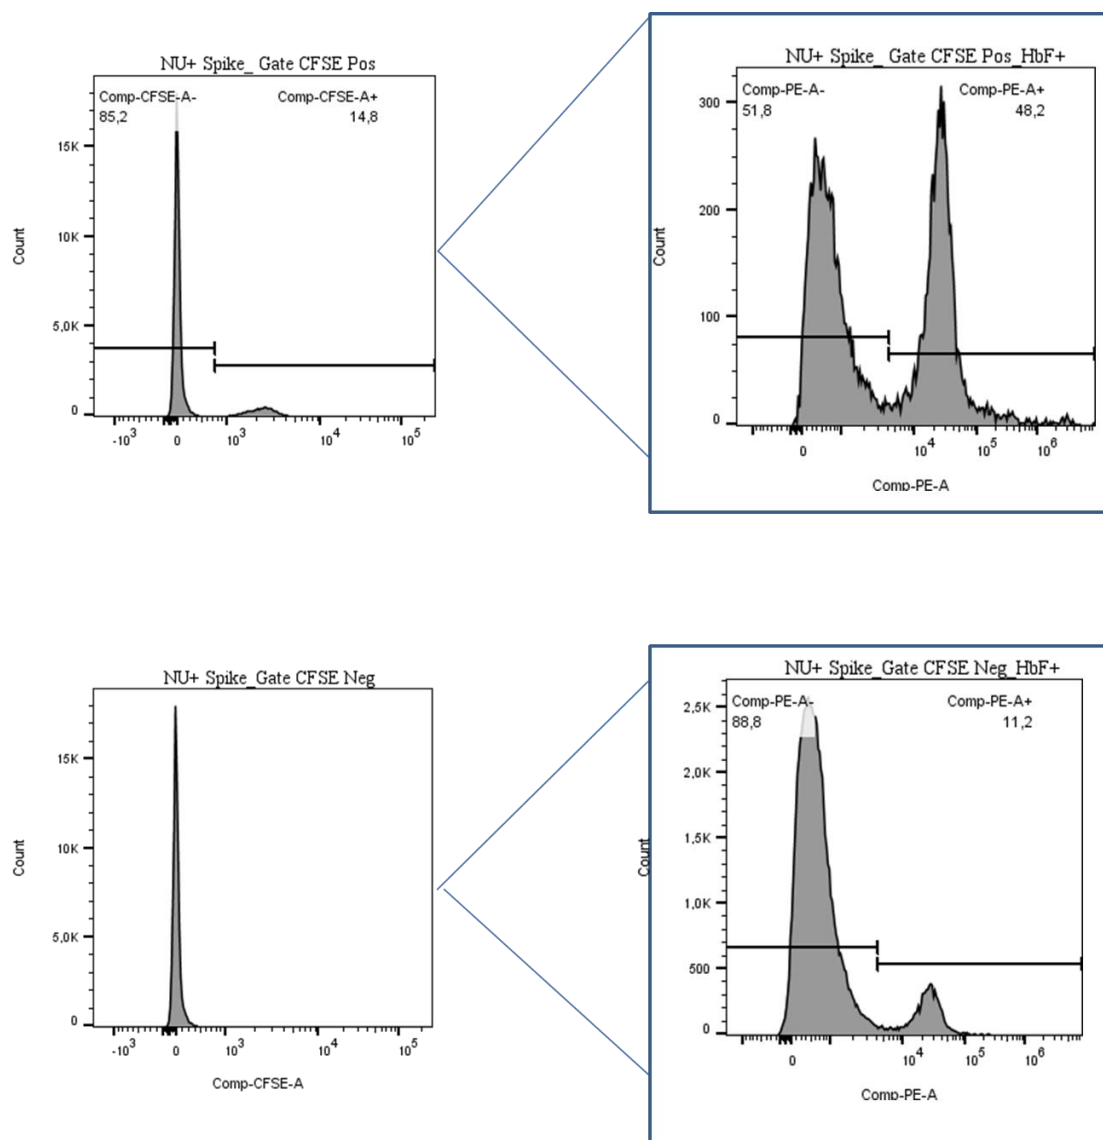 NU+ Spike_ Gate CFSE Pos
Comp-CFSE-A-
85,2
Comp-CFSE-A+
14,8
Count
15K
10K
5,0K
0
-10³ 0 10³ 10⁴ 10⁵
NU+ Spike_ Gate CFSE Pos_HbF+
Comp-PE-A-
51,8
Comp-PE-A+
48,2
Count
300
200
100
0
0 10⁴ 10⁵ 10⁶
Comp-PE-A
NU+ Spike_Gate CFSE Neg
Count
15K
10K
5,0K
0
-10³ 0 10³ 10⁴ 10⁵
Comp-CFSE-A
NU+ Spike_Gate CFSE Neg_HbF+
Comp-PE-A-
88,8
Comp-PE-A+
11,2
Count
2,5K
2,0K
1,5K
1,0K
500
0
0 10⁴ 10⁵ 10⁶
Comp-PE-A